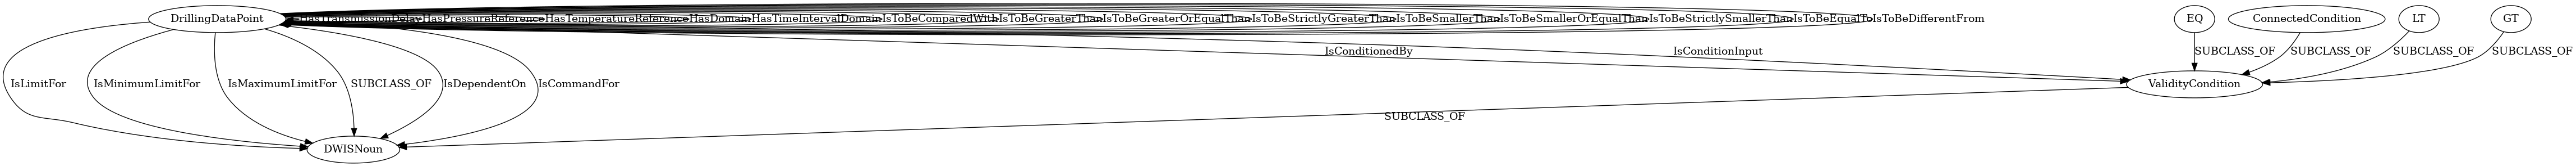 DrillingDataPoint
HasTransmissionDelay
HasPressureReference
HasTemperatureReference
HasDomain
HasTimeIntervalDomain
IsToBeComparedWith
IsToBeGreaterThan
IsToBeGreaterOrEqualThan
IsToBeStrictlyGreaterThan
IsToBeSmallerThan
IsToBeSmallerOrEqualThan
IsToBeStrictlySmallerThan
IsToBeEqualTo
IsToBeDifferentFrom
EQ
ConnectedCondition
LT
GT
IsConditionedBy
IsConditionInput
SUBCLASS_OF
SUBCLASS_OF
SUBCLASS_OF
SUBCLASS_OF
IsLimitFor
IsMinimumLimitFor
IsMaximumLimitFor
SUBCLASS_OF
IsDependentOn
IsCommandFor
ValidityCondition
SUBCLASS_OF
DWISNoun